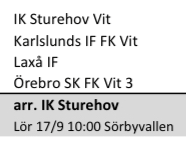 IK Sturehov Vit
Karlslunds IF FK Vit
Laxå IF
Örebro SK FK Vit 3
arr. IK Sturehov
Lör 17/9 10:00 Sörbyvallen